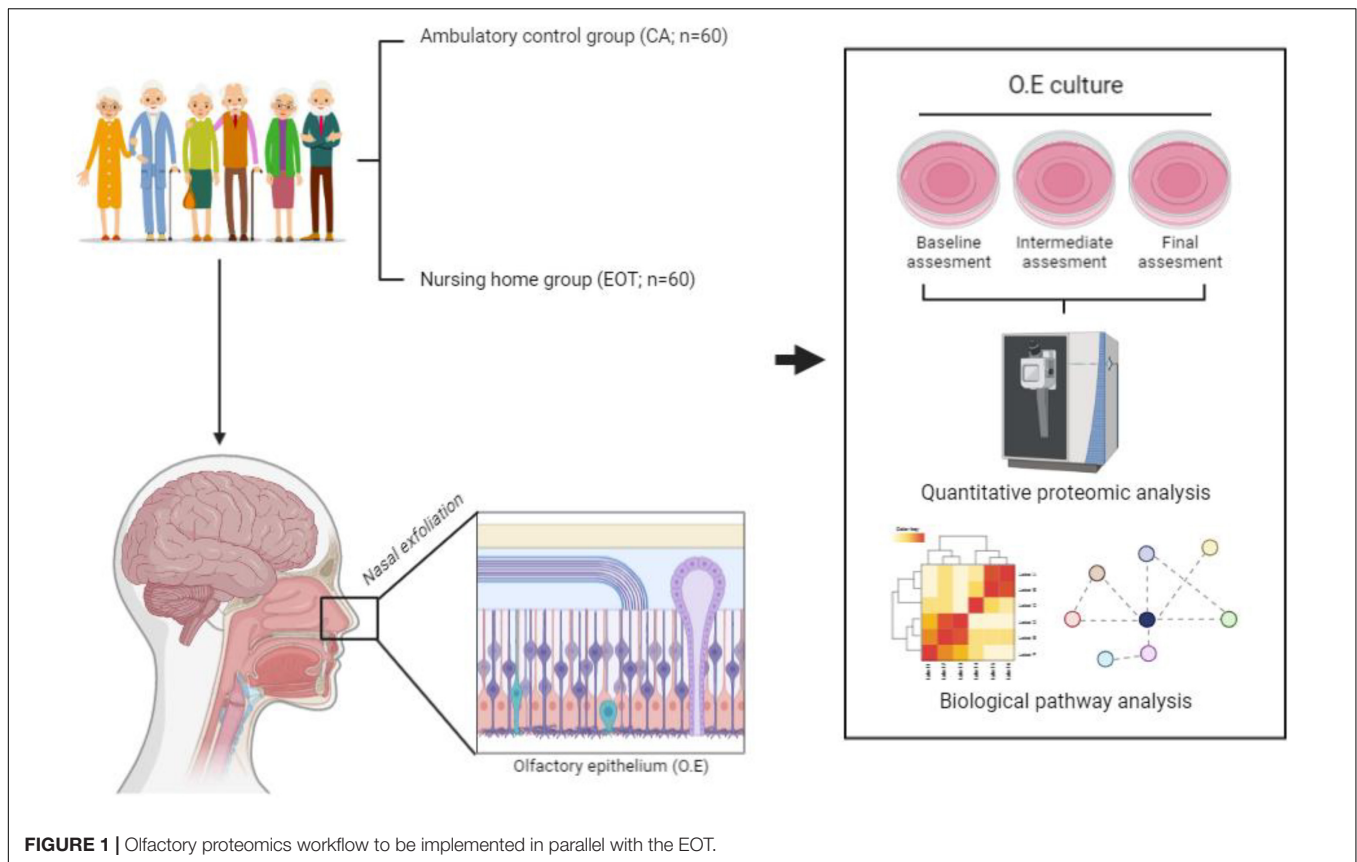 Ambulatory control group (CA; n=60)
Nursing home group (EOT; n=60)
Nasal exfoliation
Olfactory epithelium (O.E)
O.E culture
Baseline
assesment
Intermediate
assesment
Final
assesment
Quantitative proteomic analysis
Color key
Biological pathway analysis
FIGURE 1 | Olfactory proteomics workflow to be implemented in parallel with the EOT.